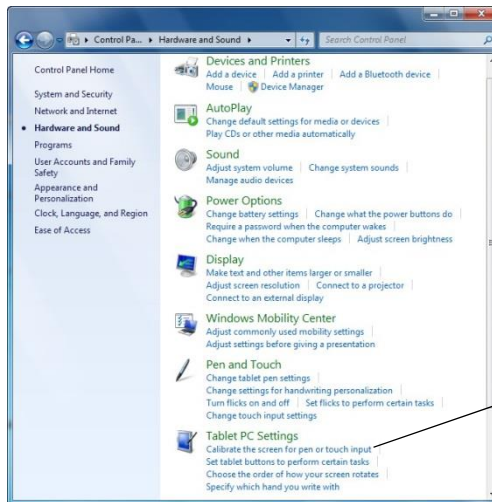 Control Pa... Hardware and Sound Search Control Panel
Control Panel Home
System and Security
Network and Internet
Hardware and Sound
Programs
User Accounts and Family
Safety
Appearance and
Personalization
Clock, Language, and Region
Ease of Access
Devices and Printers
Add a device Add a printer Add a Bluetooth device
Mouse Device Manager
AutoPlay
Change default settings for media or devices
Play CDs or other media automatically
Sound
Adjust system volume Change system sounds
Manage audio devices
Power Options
Change battery settings Change what the power buttons do
Require a password when the computer wakes
Change when the computer sleeps Adjust screen brightness
Display
Make text and other items larger or smaller
Adjust screen resolution Connect to a projector
Connect to an external display
Windows Mobility Center
Adjust commonly used mobility settings
Adjust settings before giving a presentation
Pen and Touch
Change tablet pen settings
Change settings for handwriting personalization
Turn flicks on and off Set flicks to perform certain tasks
Change touch input settings
Tablet PC Settings
Calibrate the screen for pen or touch input
Set tablet buttons to perform certain tasks
Choose the order of how your screen rotates
Specify which hand you write with